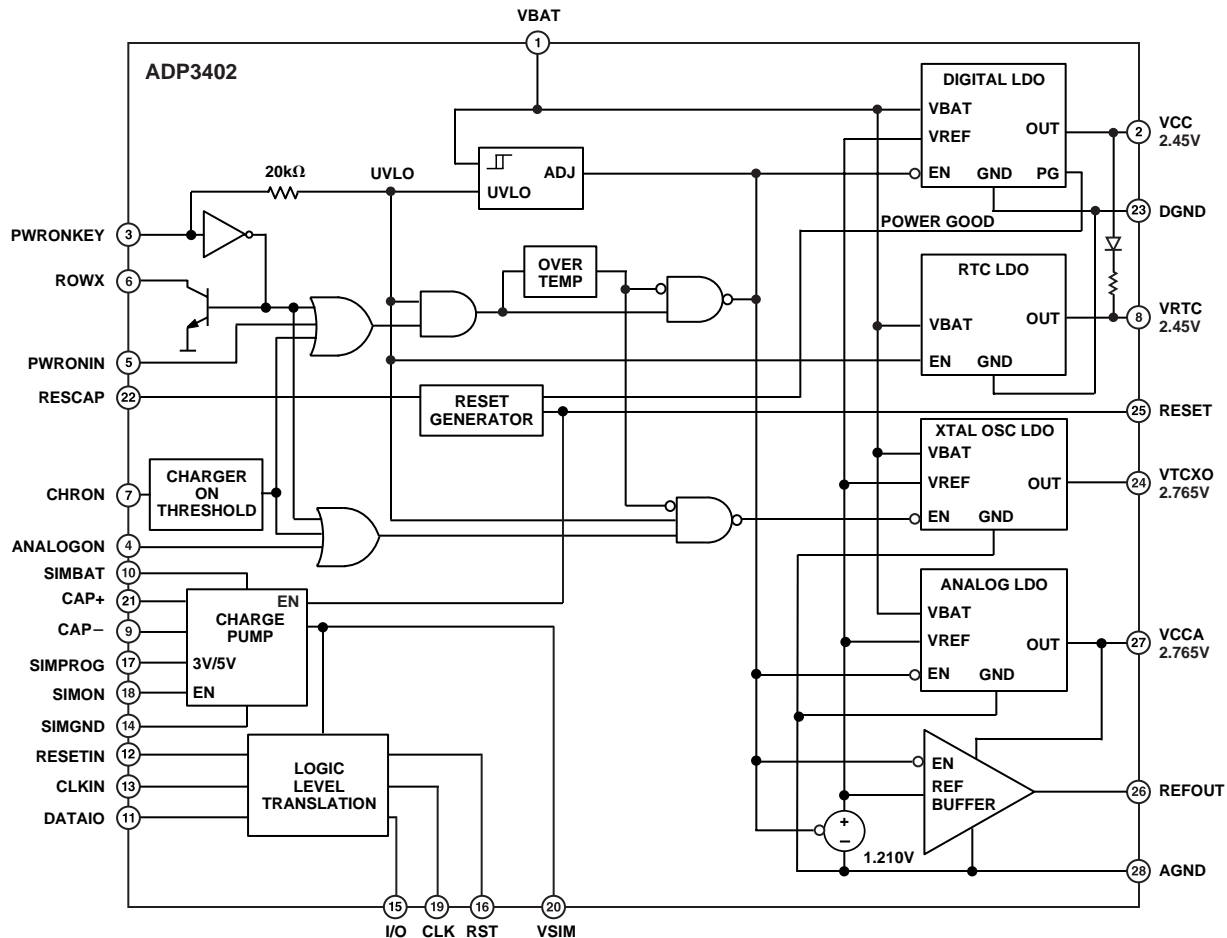 VBAT
1
ADP3402
DIGITAL LDO
VBAT
VREF
OUT
EN
GND
PG
2
VCC
2.45V
20kΩ
UVLO
UVLO
ADJ
POWER GOOD
23
DGND
PWRONKEY
3
ROWX
6
OVER
TEMP
RTC LDO
VBAT
OUT
EN
GND
8
VRTC
2.45V
PWRONIN
5
RESCAP
22
RESET
GENERATOR
25
RESET
XTAL OSC LDO
VBAT
VREF
OUT
EN
GND
24
VTCXO
2.765V
CHRON
7
CHARGER
ON
THRESHOLD
ANALOGON
4
SIMBAT
10
CAP+
21
CAP−
9
SIMPROG
17
SIMON
18
SIMGND
14
EN
CHARGE
PUMP
3V/5V
EN
ANALOG LDO
VBAT
VREF
OUT
EN
GND
27
VCCA
2.765V
RESETIN
12
CLKIN
13
DATAIO
11
LOGIC
LEVEL
TRANSLATION
EN
REF
BUFFER
26
REFOUT
+
−
1.210V
28
AGND
15
19
16
20
I/O
CLK
RST
VSIM